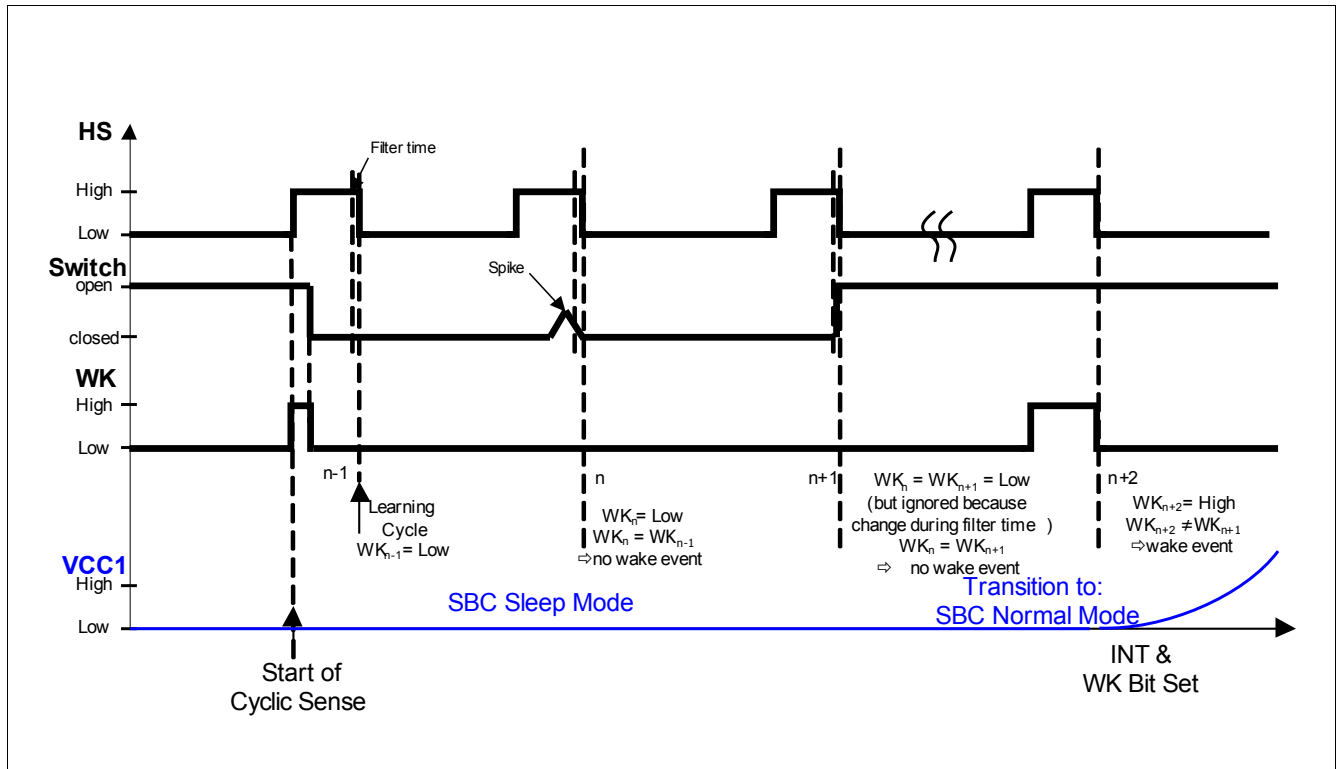 HS
Filter time
High
Low
Switch
open
Spike
closed
WK
High
Low
n-1
n
n+1
n+2
Learning
Cycle
WKn-1= Low
WKn= Low
WKn = WKn-1
⇨no wake event
WKn = WKn+1 = Low
(but ignored because
change during filter time )
WKn = WKn+1
⇨ no wake event
WKn+2= High
WKn+2 ≠WKn+1
⇨wake event
VCC1
High
Low
SBC Sleep Mode
Transition to:
SBC Normal Mode
Start of
Cyclic Sense
INT &
WK Bit Set